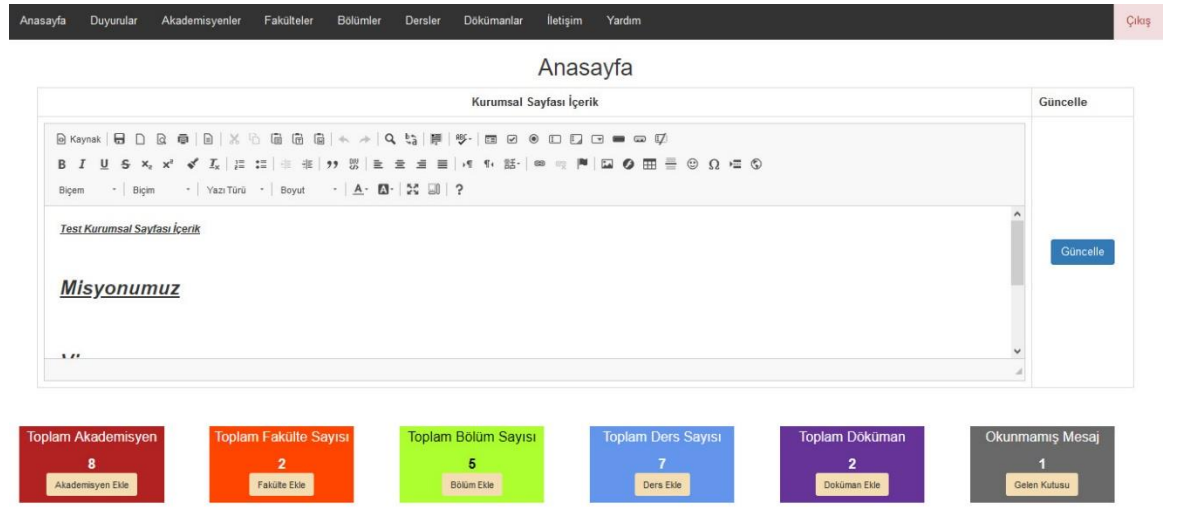 Anasayfa Duyurular Akademisyenler Fakülteler Bölümler Dersler Dökümanlar İletişim Yardım Çıkış
Anasayfa
Kurumsal Sayfası İçerik Güncelle
Kaynak
Biçem Biçim Yazı Türü Boyut
Test Kurumsal Sayfası İçerik
Güncelle
Misyonumuz
Toplam Akademisyen Toplam Fakülte Sayısı Toplam Bölüm Sayısı Toplam Ders Sayısı Toplam Döküman Okunmamış Mesaj
8 2 5 7 2 1
Akademisyen Ekle Fakülte Ekle Bölüm Ekle Ders Ekle Doküman Ekle Gelen Kutusu